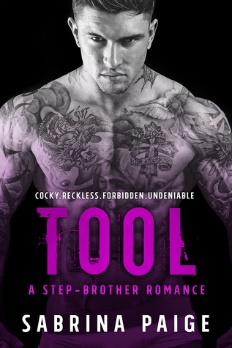 COCKY.RECKLESS.FORBIDDEN.UNDENIABLE
TOOL
A STEP-BROTHER ROMANCE
SABRINA PAIGE